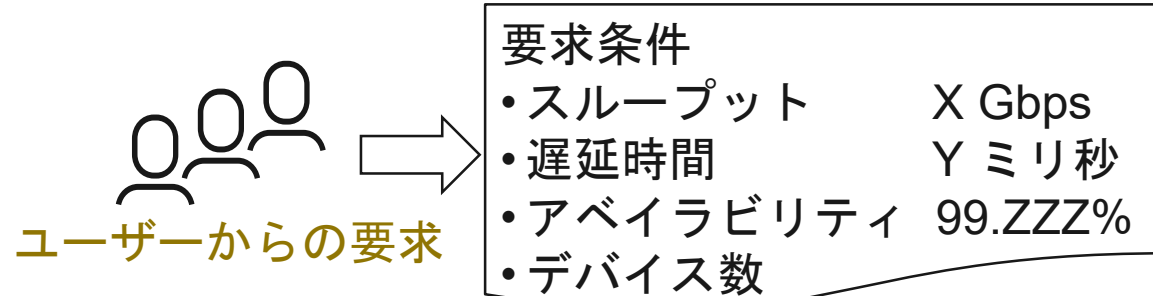 要求条件
•スループット X Gbps
•遅延時間 Y ミリ秒
•アベイラビリティ 99.ZZZ%
•デバイス数
ユーザーからの要求